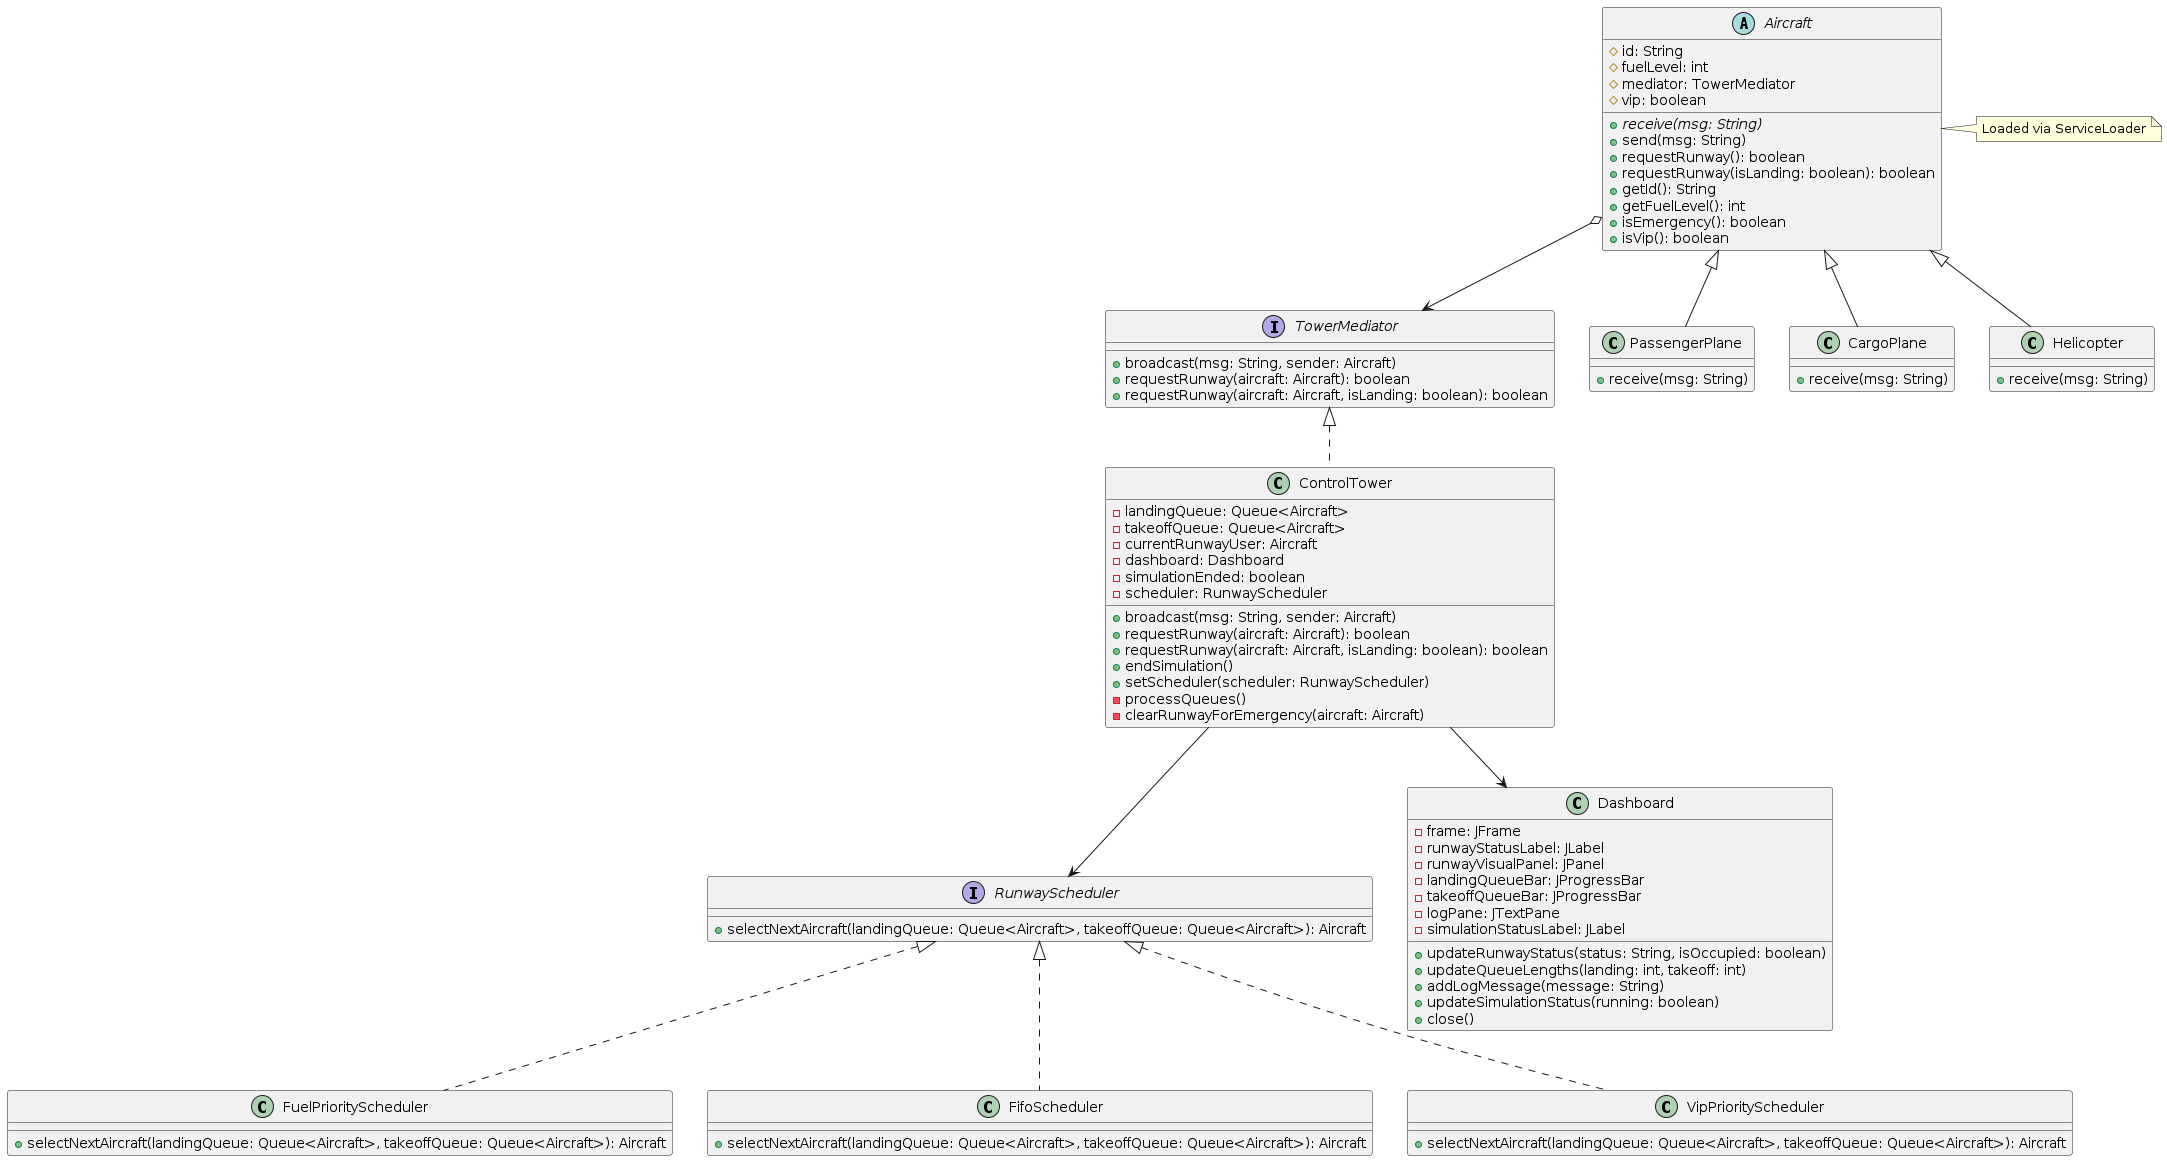 A Aircraft
id: String
fuelLevel: int
mediator: TowerMediator
vip: boolean
receive(msg: String)
send(msg: String)
requestRunway(): boolean
requestRunway(isLanding: boolean): boolean
getId(): String
getFuelLevel(): int
isEmergency(): boolean
isVip(): boolean
Loaded via ServiceLoader
I TowerMediator
broadcast(msg: String, sender: Aircraft)
requestRunway(aircraft: Aircraft): boolean
requestRunway(aircraft: Aircraft, isLanding: boolean): boolean
C PassengerPlane
receive(msg: String)
C CargoPlane
receive(msg: String)
C Helicopter
receive(msg: String)
C ControlTower
landingQueue: Queue<Aircraft>
takeoffQueue: Queue<Aircraft>
currentRunwayUser: Aircraft
dashboard: Dashboard
simulationEnded: boolean
scheduler: RunwayScheduler
broadcast(msg: String, sender: Aircraft)
requestRunway(aircraft: Aircraft): boolean
requestRunway(aircraft: Aircraft, isLanding: boolean): boolean
endSimulation()
setScheduler(scheduler: RunwayScheduler)
processQueues()
clearRunwayForEmergency(aircraft: Aircraft)
C Dashboard
frame: JFrame
runwayStatusLabel: JLabel
runwayVisualPanel: JPanel
landingQueueBar: JProgressBar
takeoffQueueBar: JProgressBar
logPane: JTextPane
simulationStatusLabel: JLabel
updateRunwayStatus(status: String, isOccupied: boolean)
updateQueueLengths(landing: int, takeoff: int)
addLogMessage(message: String)
updateSimulationStatus(running: boolean)
close()
I RunwayScheduler
selectNextAircraft(landingQueue: Queue<Aircraft>, takeoffQueue: Queue<Aircraft>): Aircraft
C FuelPriorityScheduler
selectNextAircraft(landingQueue: Queue<Aircraft>, takeoffQueue: Queue<Aircraft>): Aircraft
C FifoScheduler
selectNextAircraft(landingQueue: Queue<Aircraft>, takeoffQueue: Queue<Aircraft>): Aircraft
C VipPriorityScheduler
selectNextAircraft(landingQueue: Queue<Aircraft>, takeoffQueue: Queue<Aircraft>): Aircraft